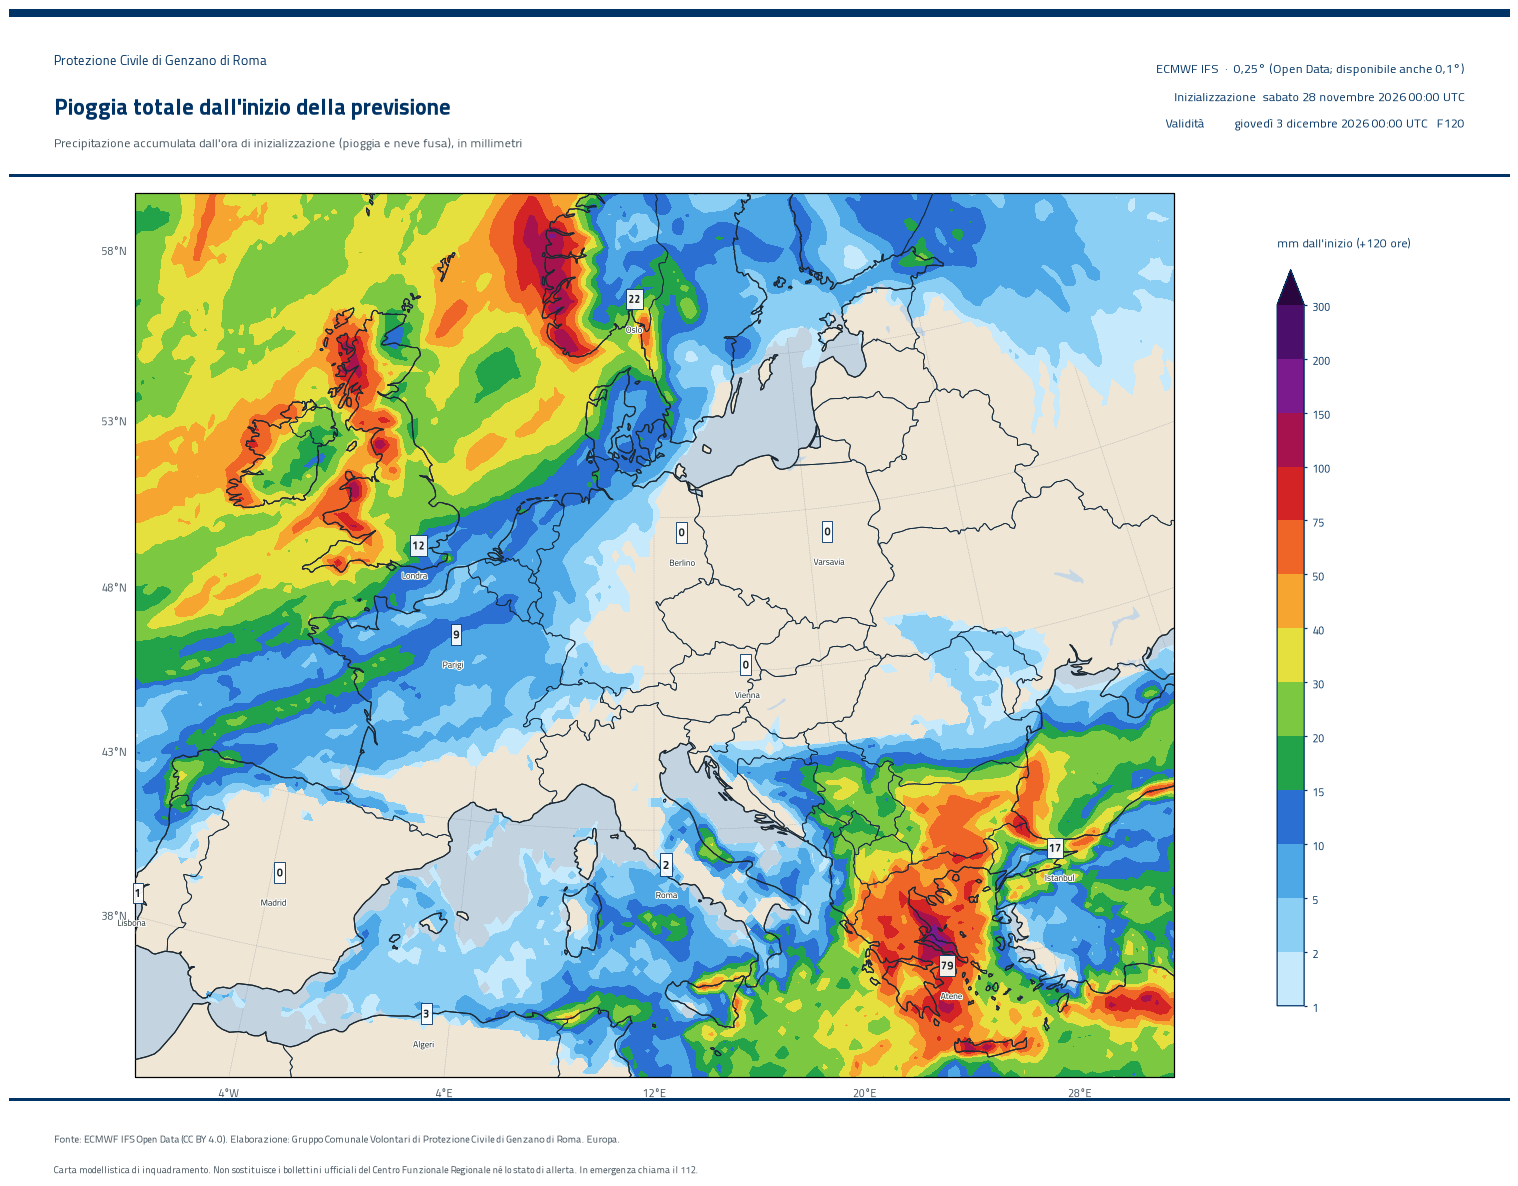 Protezione Civile di Genzano di Roma
Pioggia totale dall'inizio della previsione
Precipitazione accumulata dall'ora di inizializzazione (pioggia e neve fusa), in millimetri
ECMWF IFS · 0,25° (Open Data; disponibile anche 0,1°)
Inizializzazione sabato 28 novembre 2026 00:00 UTC
Validità giovedì 3 dicembre 2026 00:00 UTC F120
mm dall'inizio (+120 ore)
300
200
150
100
75
50
40
30
20
15
10
5
2
1
58°N
53°N
48°N
43°N
38°N
4°W
4°E
12°E
20°E
28°E
22
Oslo
12
Londra
0
Berlino
0
Varsavia
9
Parigi
0
Vienna
17
Istanbul
2
Roma
0
Madrid
1
Lisbona
79
Atene
3
Algeri
Fonte: ECMWF IFS Open Data (CC BY 4.0). Elaborazione: Gruppo Comunale Volontari di Protezione Civile di Genzano di Roma. Europa.
Carta modellistica di inquadramento. Non sostituisce i bollettini ufficiali del Centro Funzionale Regionale né lo stato di allerta. In emergenza chiama il 112.